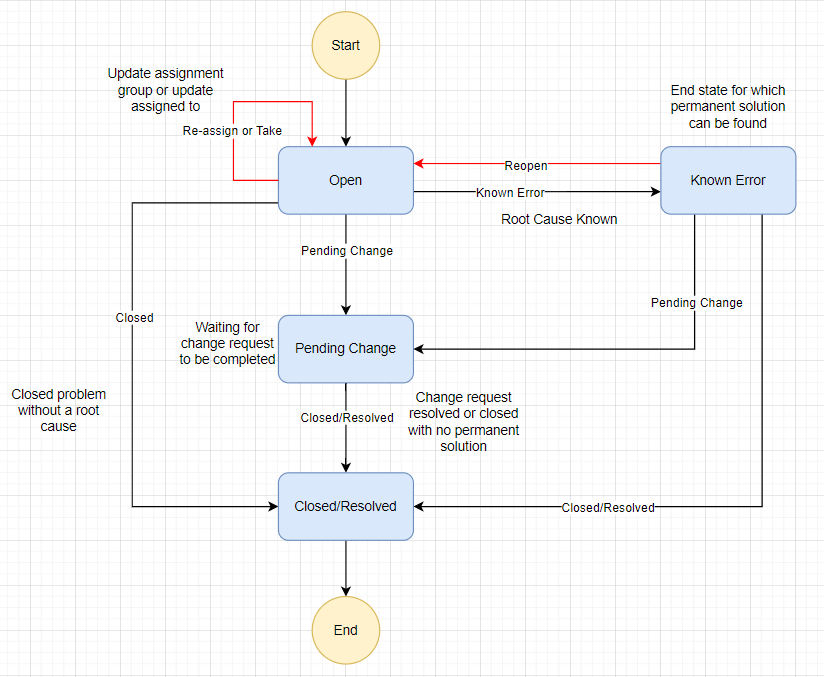 Start
Update assignment
group or update
assigned to
Re-assign or Take
End state for which
permanent solution
can be found
Open
Reopen
Known Error
Known Error
Root Cause Known
Pending Change
Pending Change
Closed
Waiting for
change request
to be completed
Pending Change
Closed problem
without a root
cause
Closed/Resolved
Change request
resolved or closed
with no permanent
solution
Closed/Resolved
Closed/Resolved
End